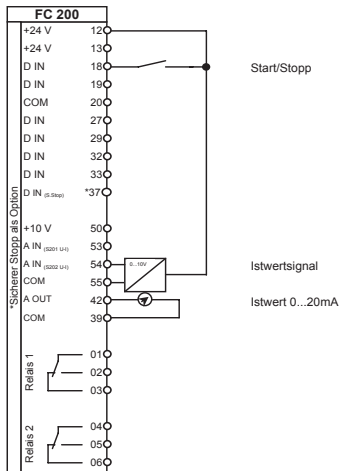 FC 200
+24 V 12
+24 V 13
D IN 18 Start/Stopp
D IN 19
COM 20
D IN 27
D IN 29
D IN 32
D IN 33
D IN (S.Stop) *37
*Sicherer Stopp als Option
+10 V 50
A IN (S201 U-I) 53
A IN (S202 U-I) 54 0...10V Istwertsignal
COM 55
A OUT 42 Istwert 0...20mA
COM 39
Relais 1
01
02
03
Relais 2
04
05
06